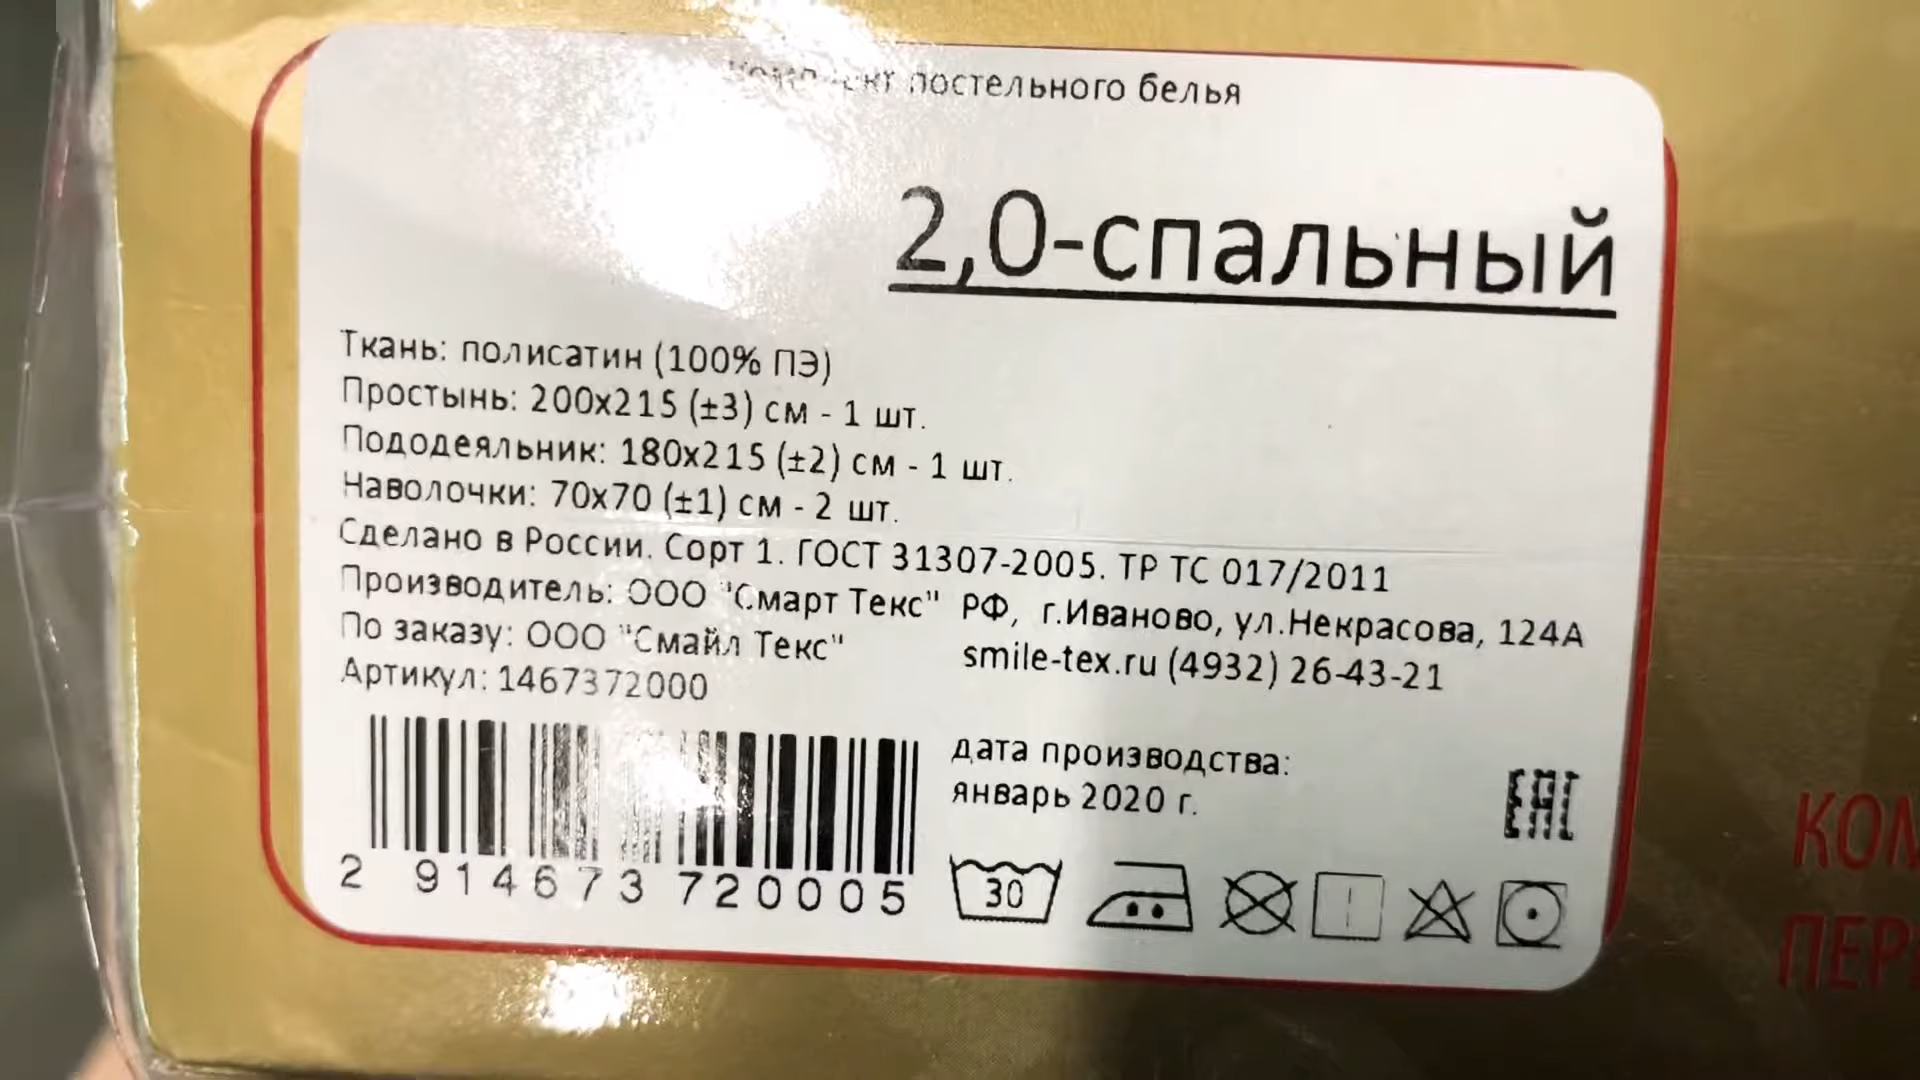 Комплект постельного белья
2,0-спальный
Ткань: полисатин (100% ПЭ)
Простынь: 200х215 (±3) см - 1 шт.
Пододеяльник: 180х215 (±2) см - 1 шт.
Наволочки: 70х70 (±1) см - 2 шт.
Сделано в России. Сорт 1. ГОСТ 31307-2005. ТР ТС 017/2011
Производитель: ООО "Смарт Текс" РФ, г.Иваново, ул.Некрасова, 124А
По заказу: ООО "Смайл Текс" smile-tex.ru (4932) 26-43-21
Артикул: 1467372000
дата производства:
январь 2020 г.
EAC
2 914673 720005
30